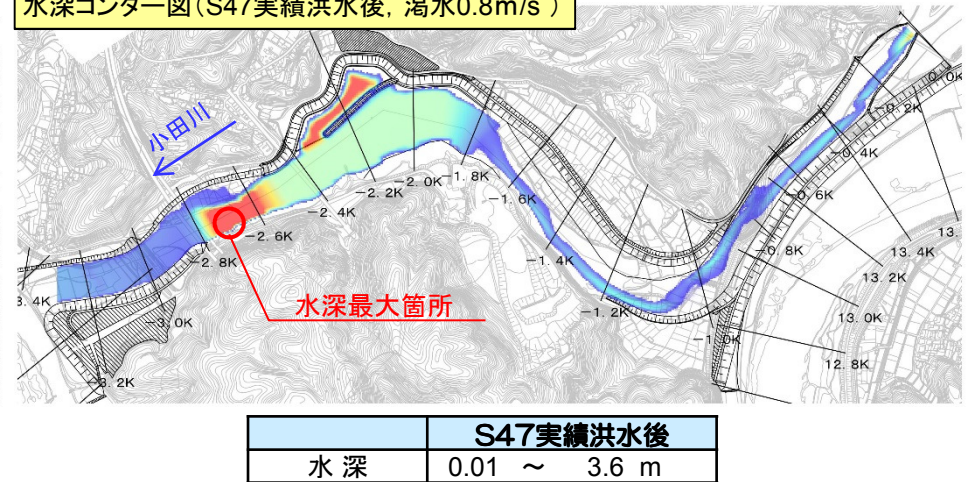 水深コンター図(S47実績洪水後, 渇水0.8m/s )
小田川
0.0K
-0.2K
-0.4K
-0.6K
-0.8K
-1.0K
-1.2K
-1.4K
-1.6K
-1.8K
-2.0K
-2.2K
-2.4K
-2.6K
-2.8K
-3.0K
-3.2K
3.4K
13.
13.4K
13.2K
13.0K
12.8K
水深最大箇所
S47実績洪水後
水 深 0.01 ～ 3.6 m